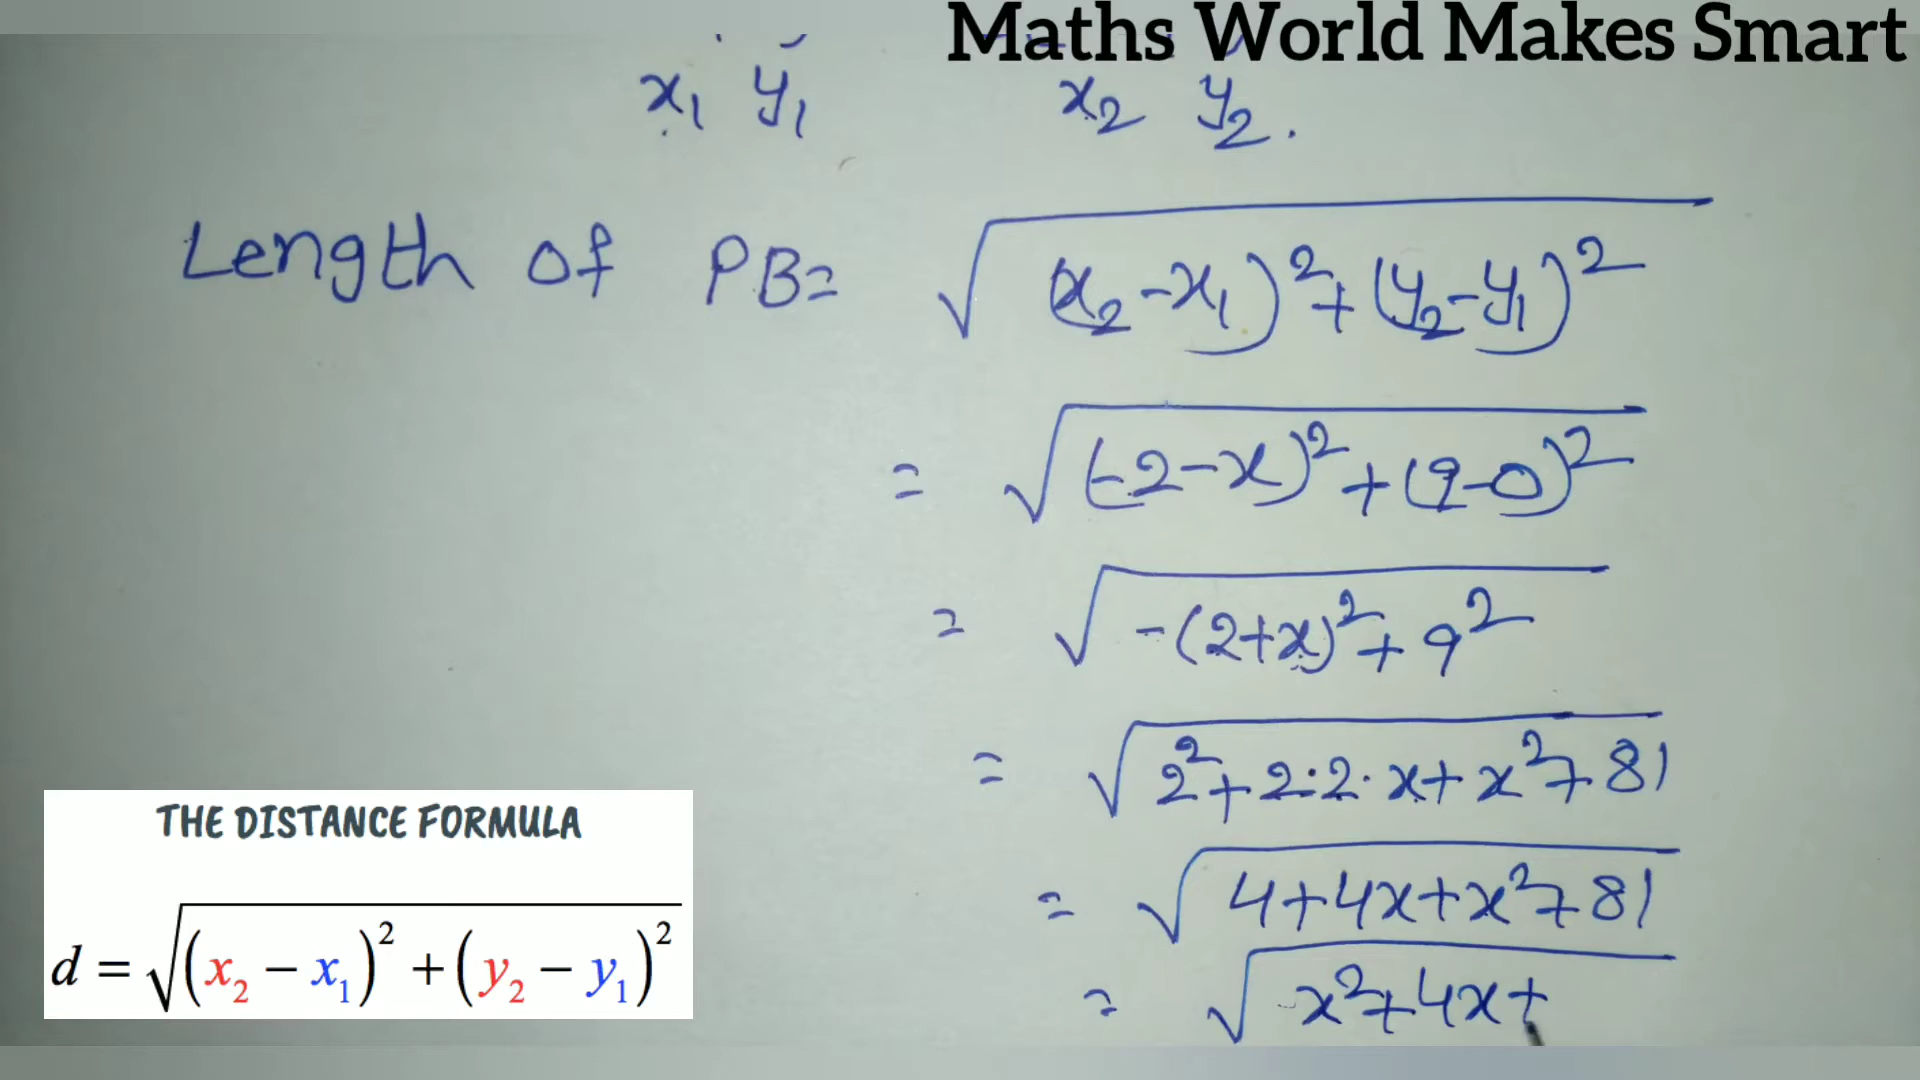 Maths World Makes Smart
x₁ y₁ x₂ y₂.
Length of PB= √(x₂-x₁)²+(y₂-y₁)²
= √(-2-x)²+(9-0)²
= √-(2+x)²+9²
= √2²+2·2·x+x²+81
= √4+4x+x²+81
= √x²+4x+
THE DISTANCE FORMULA
d = √(x₂ − x₁)² + (y₂ − y₁)²